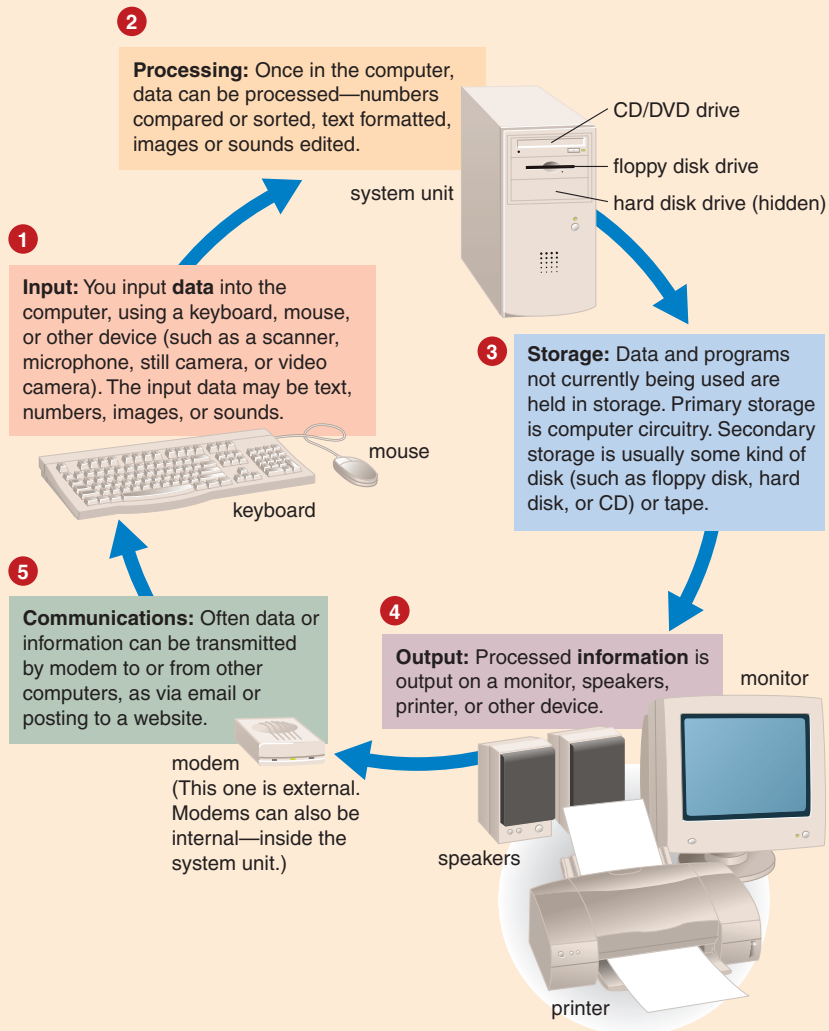 2
Processing: Once in the computer,
data can be processed—numbers
compared or sorted, text formatted,
images or sounds edited.
CD/DVD drive
floppy disk drive
hard disk drive (hidden)
system unit
1
Input: You input data into the
computer, using a keyboard, mouse,
or other device (such as a scanner,
microphone, still camera, or video
camera). The input data may be text,
numbers, images, or sounds.
mouse
keyboard
3
Storage: Data and programs
not currently being used are
held in storage. Primary storage
is computer circuitry. Secondary
storage is usually some kind of
disk (such as floppy disk, hard
disk, or CD) or tape.
5
Communications: Often data or
information can be transmitted
by modem to or from other
computers, as via email or
posting to a website.
modem
(This one is external.
Modems can also be
internal—inside the
system unit.)
4
Output: Processed information is
output on a monitor, speakers,
printer, or other device.
monitor
speakers
printer